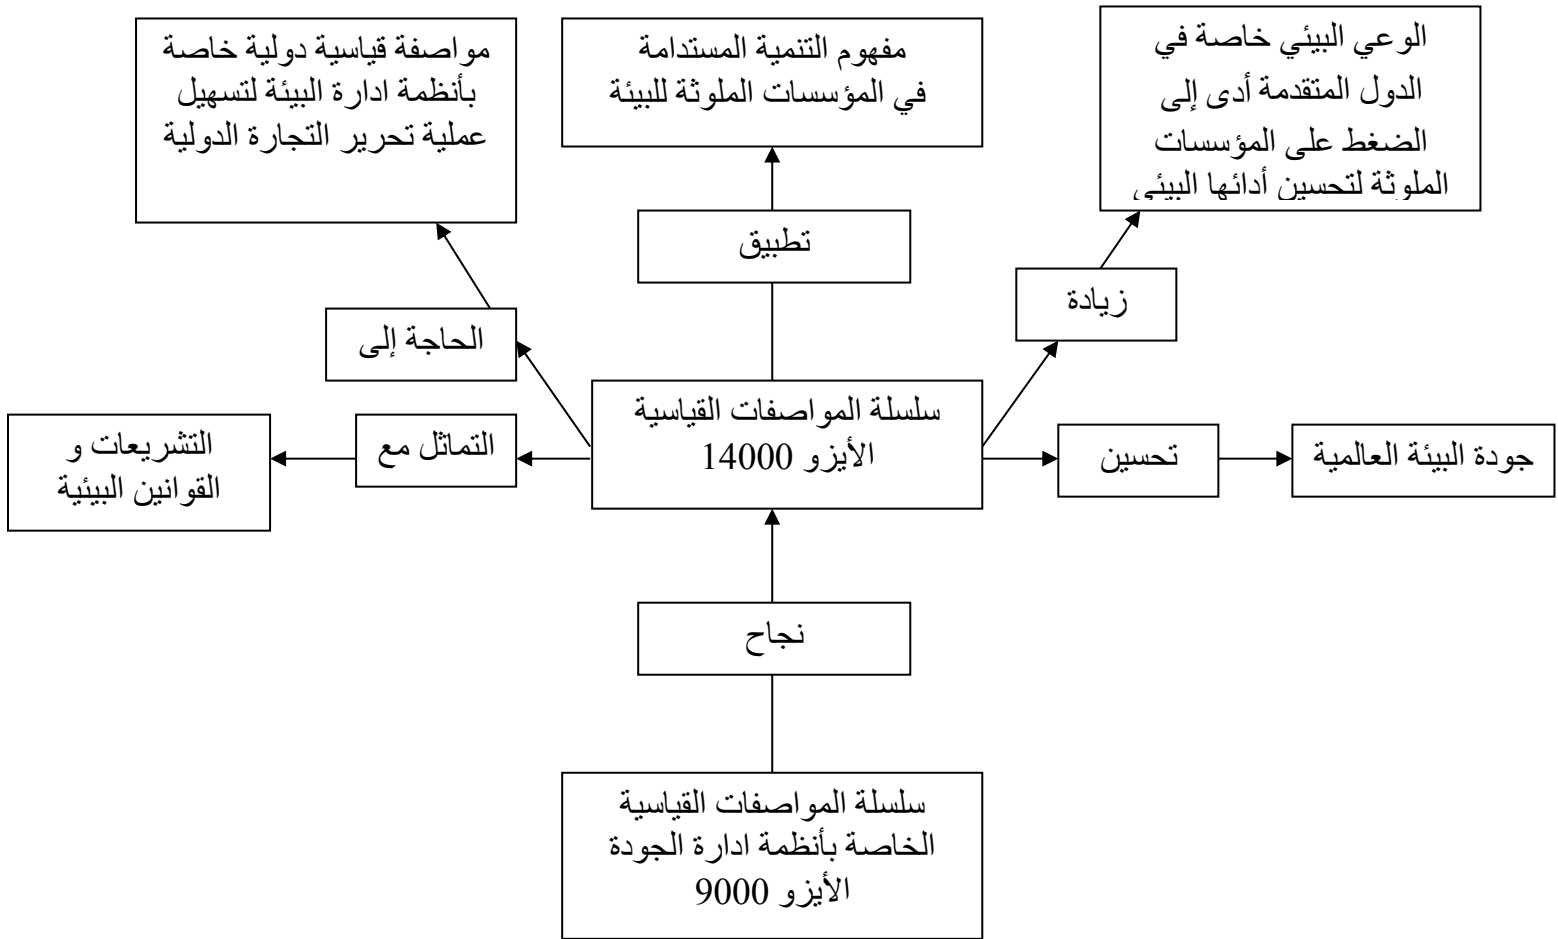 الوعي البيئي خاصة في
الدول المتقدمة أدى إلى
الضغط على المؤسسات
الملوثة لتحسين أدائها البيئي
مفهوم التنمية المستدامة
في المؤسسات الملوثة للبيئة
مواصفة قياسية دولية خاصة
بأنظمة ادارة البيئة لتسهيل
عملية تحرير التجارة الدولية
زيادة
تطبيق
الحاجة إلى
جودة البيئة العالمية
تحسين
سلسلة المواصفات القياسية
الأيزو 14000
التماثل مع
التشريعات و
القوانين البيئية
نجاح
سلسلة المواصفات القياسية
الخاصة بأنظمة ادارة الجودة
الأيزو 9000